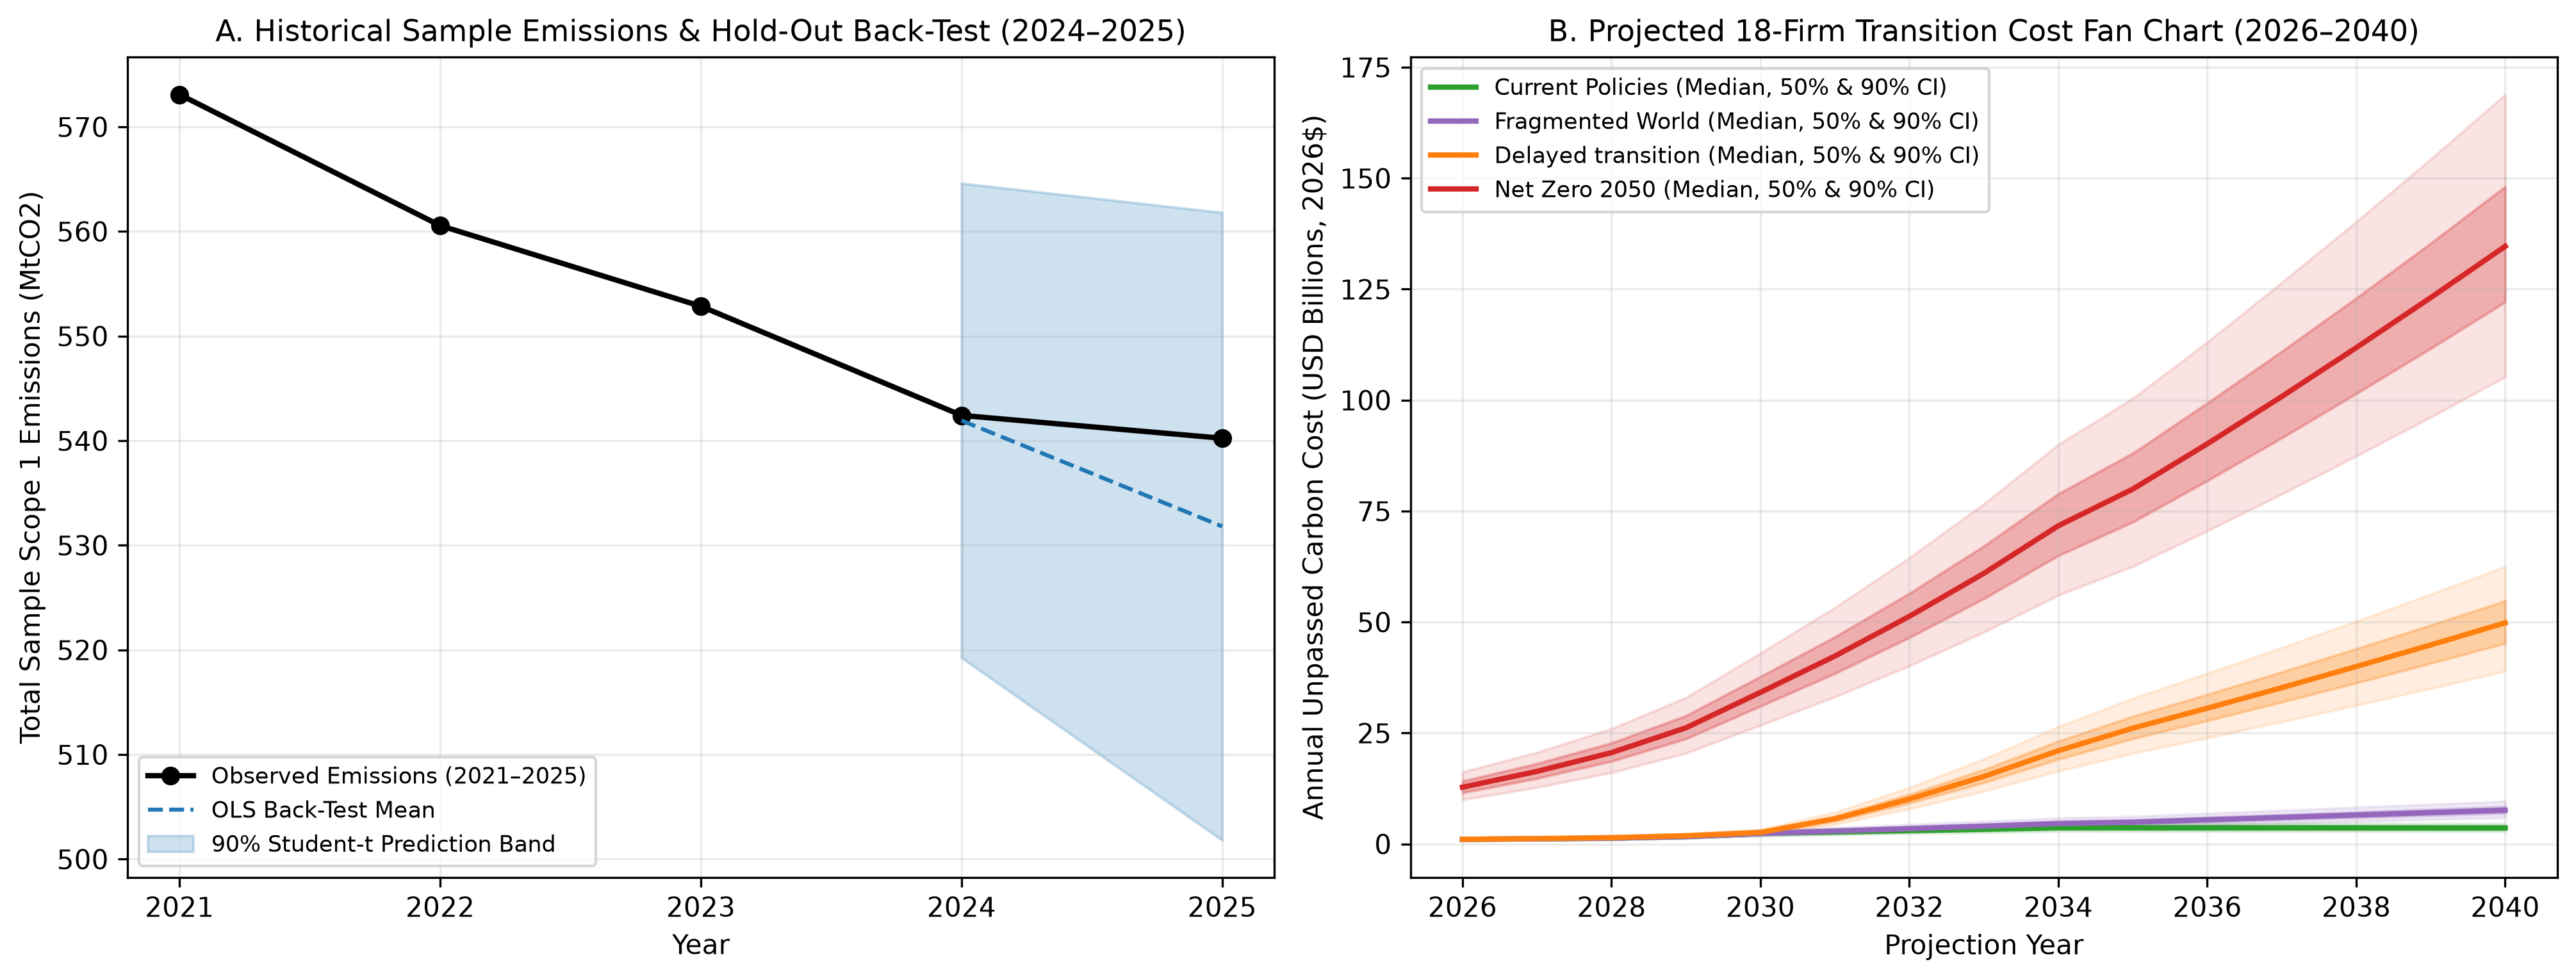 A. Historical Sample Emissions & Hold-Out Back-Test (2024–2025)
Total Sample Scope 1 Emissions (MtCO2)
570
560
550
540
530
520
510
500
Observed Emissions (2021–2025)
OLS Back-Test Mean
90% Student-t Prediction Band
2021 2022 2023 2024 2025
Year
B. Projected 18-Firm Transition Cost Fan Chart (2026–2040)
Annual Unpassed Carbon Cost (USD Billions, 2026$)
175
150
125
100
75
50
25
0
Current Policies (Median, 50% & 90% CI)
Fragmented World (Median, 50% & 90% CI)
Delayed transition (Median, 50% & 90% CI)
Net Zero 2050 (Median, 50% & 90% CI)
2026 2028 2030 2032 2034 2036 2038 2040
Projection Year